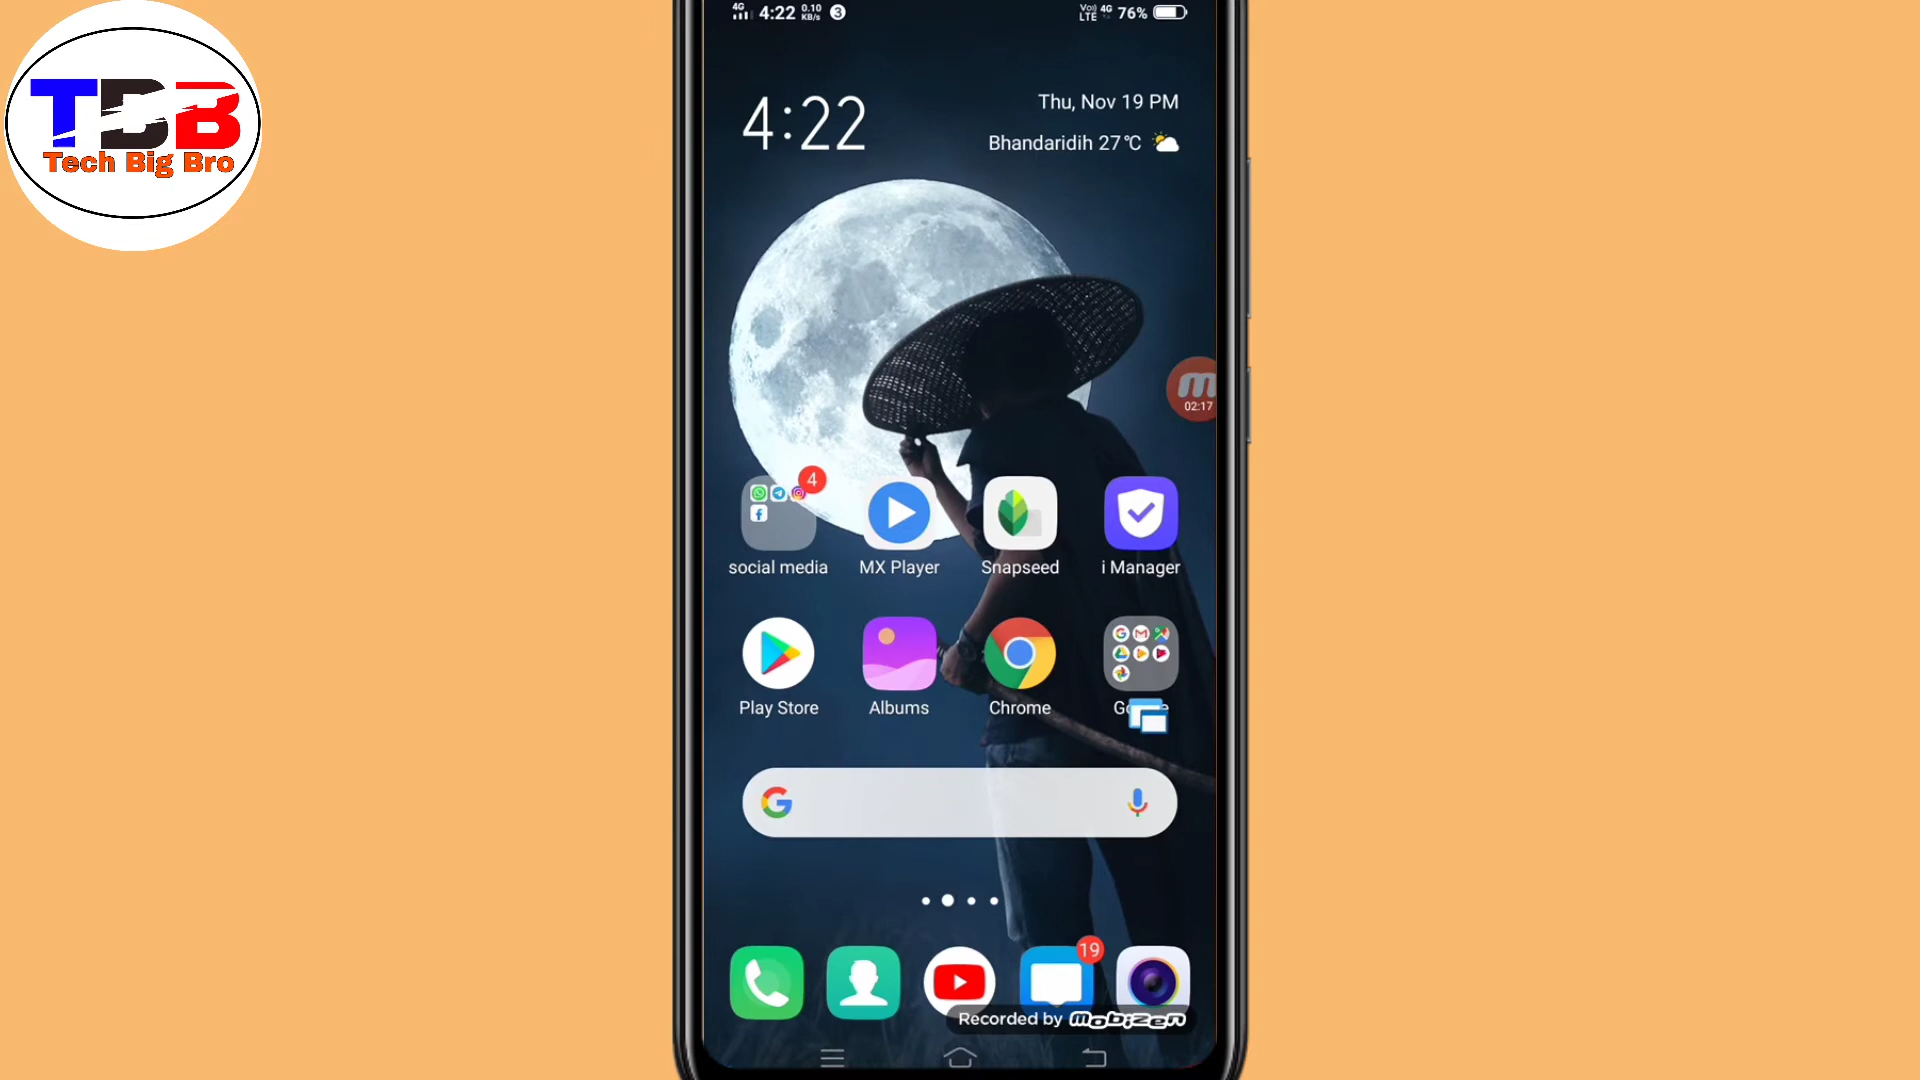 TBB
Tech Big Bro
4G 4:22 0.10 KB/s 3
Vo) LTE 4G 76%
4:22
Thu, Nov 19 PM
Bhandaridih 27℃
m
02:17
4
social media
MX Player
Snapseed
i Manager
Play Store
Albums
Chrome
19
Recorded by mobizen